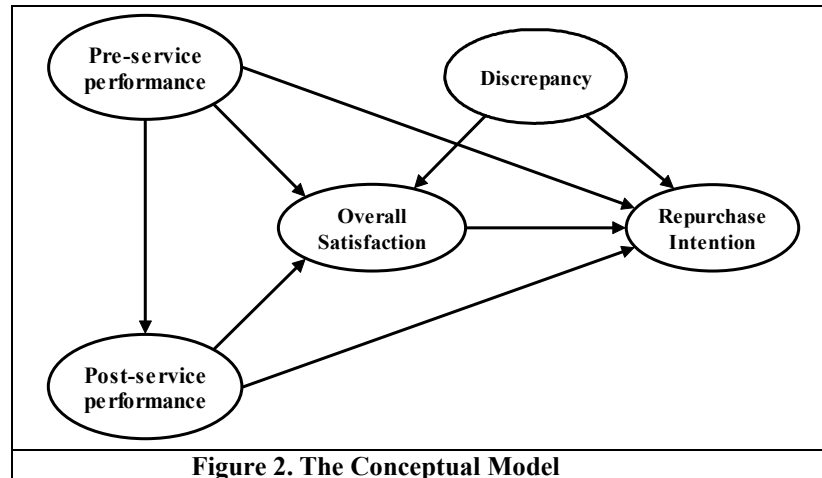 Pre-service
performance
Discrepancy
Overall
Satisfaction
Repurchase
Intention
Post-service
performance
Figure 2. The Conceptual Model